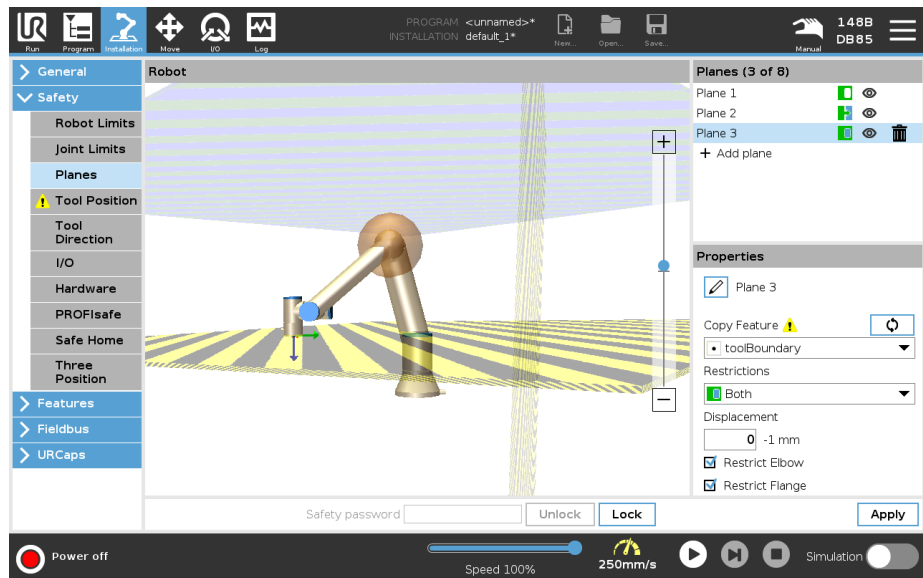 PROGRAM <unnamed>*
INSTALLATION default_1*
Run Program Installation Move I/O Log
New... Open... Save...
Manual
148B
DB85
General
Safety
Robot Limits
Joint Limits
Planes
Tool Position
Tool
Direction
I/O
Hardware
PROFIsafe
Safe Home
Three
Position
Features
Fieldbus
URCaps
Robot
Planes (3 of 8)
Plane 1
Plane 2
Plane 3
+ Add plane
Properties
Plane 3
Copy Feature
toolBoundary
Restrictions
Both
Displacement
0 -1 mm
Restrict Elbow
Restrict Flange
Safety password
Unlock
Lock
Apply
Power off
Speed 100%
250mm/s
Simulation